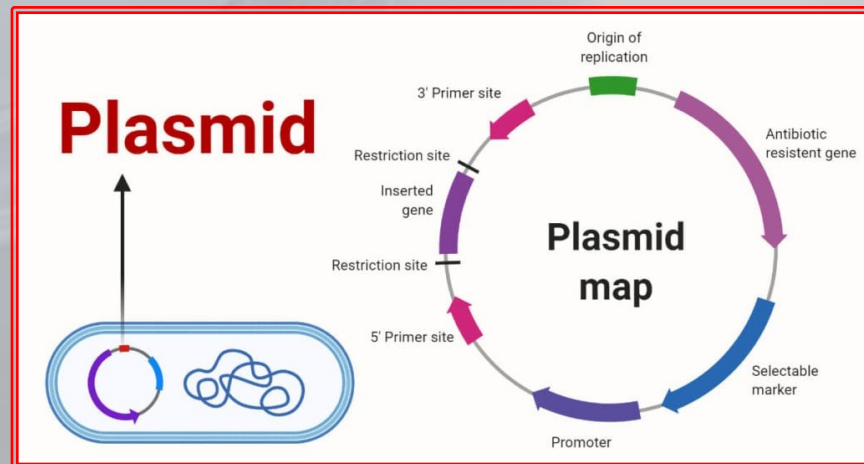 Plasmid
Origin of
replication
3' Primer site
Antibiotic
resistent gene
Restriction site
Inserted
gene
Restriction site
Plasmid
map
5' Primer site
Selectable
marker
Promoter